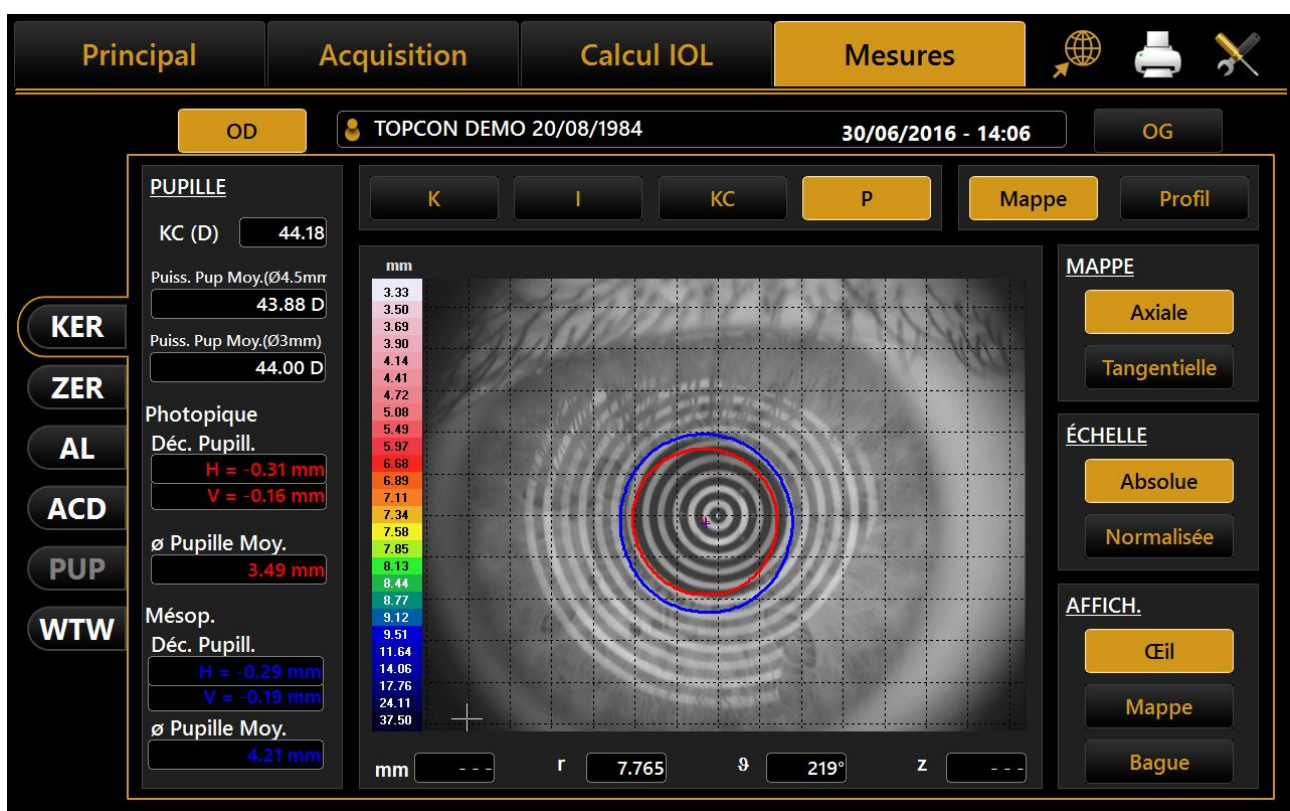 Principal
Acquisition
Calcul IOL
Mesures
OD
TOPCON DEMO 20/08/1984
30/06/2016 - 14:06
OG
KER
ZER
AL
ACD
PUP
WTW
PUPILLE
KC (D) 44.18
Puiss. Pup Moy.(Ø4.5mm
43.88 D
Puiss. Pup Moy.(Ø3mm)
44.00 D
Photopique
Déc. Pupill.
H = -0.31 mm
V = -0.16 mm
ø Pupille Moy.
3.49 mm
Mésop.
Déc. Pupill.
H = -0.29 mm
V = -0.19 mm
ø Pupille Moy.
4.21 mm
K
I
KC
P
Mappe
Profil
mm
3.33
3.50
3.69
3.90
4.14
4.41
4.72
5.08
5.49
5.97
6.68
6.89
7.11
7.34
7.58
7.85
8.13
8.44
8.77
9.12
9.51
11.64
14.06
17.76
24.11
37.50
mm - - -
r 7.765
ϑ 219°
z - - -
MAPPE
Axiale
Tangentielle
ÉCHELLE
Absolue
Normalisée
AFFICH.
Œil
Mappe
Bague